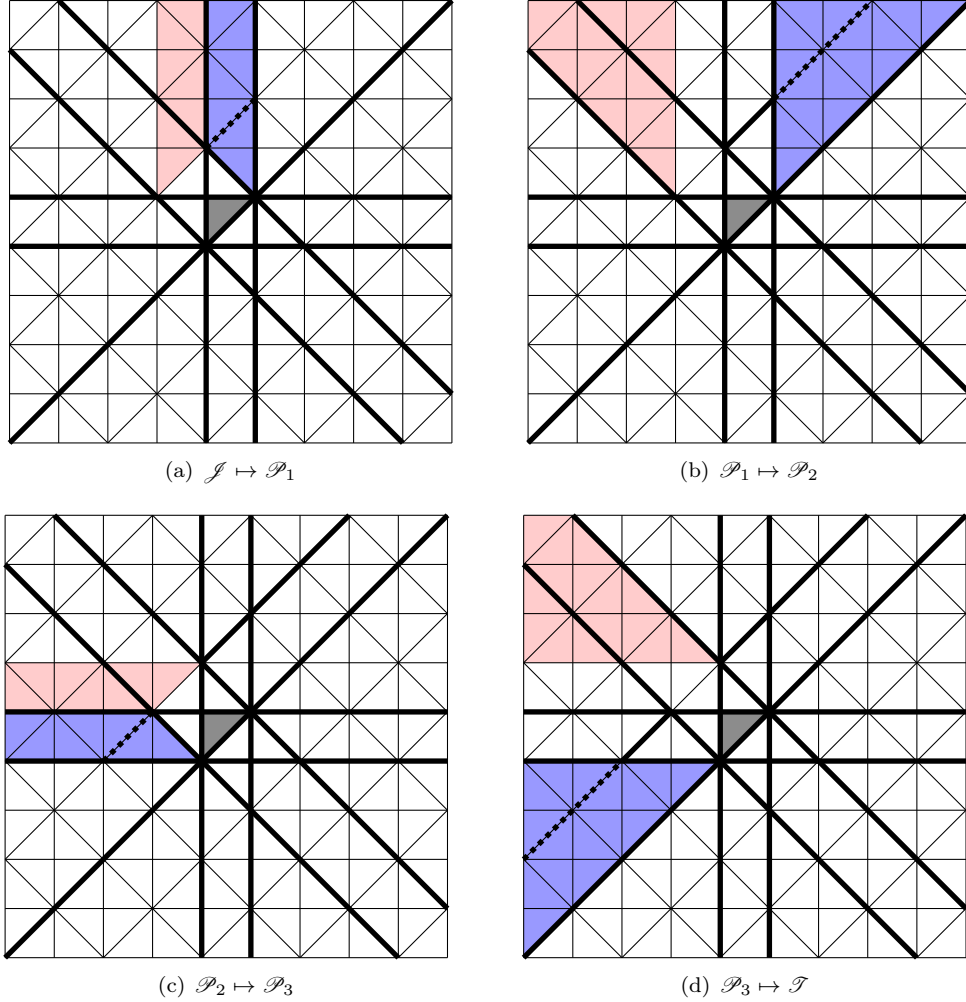 (a) 𝒥 ↦ 𝒫₁
(b) 𝒫₁ ↦ 𝒫₂
(c) 𝒫₂ ↦ 𝒫₃
(d) 𝒫₃ ↦ 𝒯